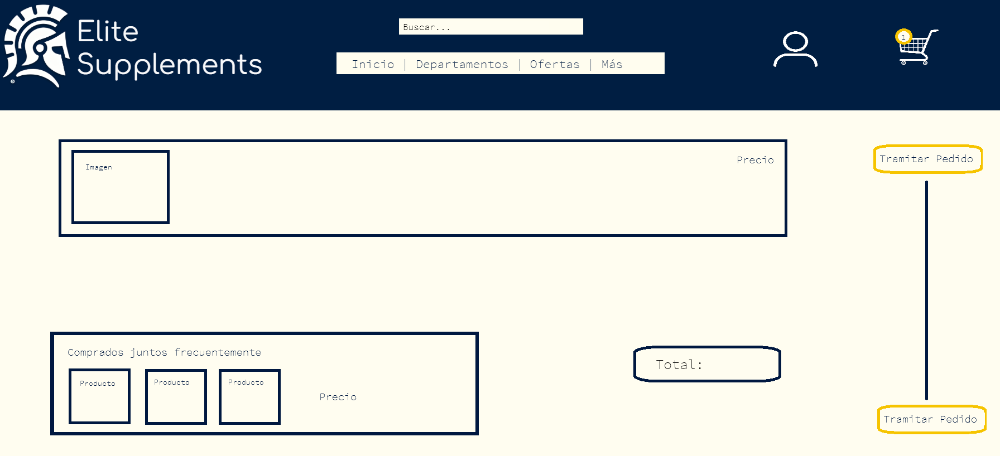 Elite
Supplements
Buscar...
Inicio | Departamentos | Ofertas | Más
1
Imagen
Precio
Tramitar Pedido
Comprados juntos frecuentemente
Producto
Producto
Producto
Precio
Total:
Tramitar Pedido